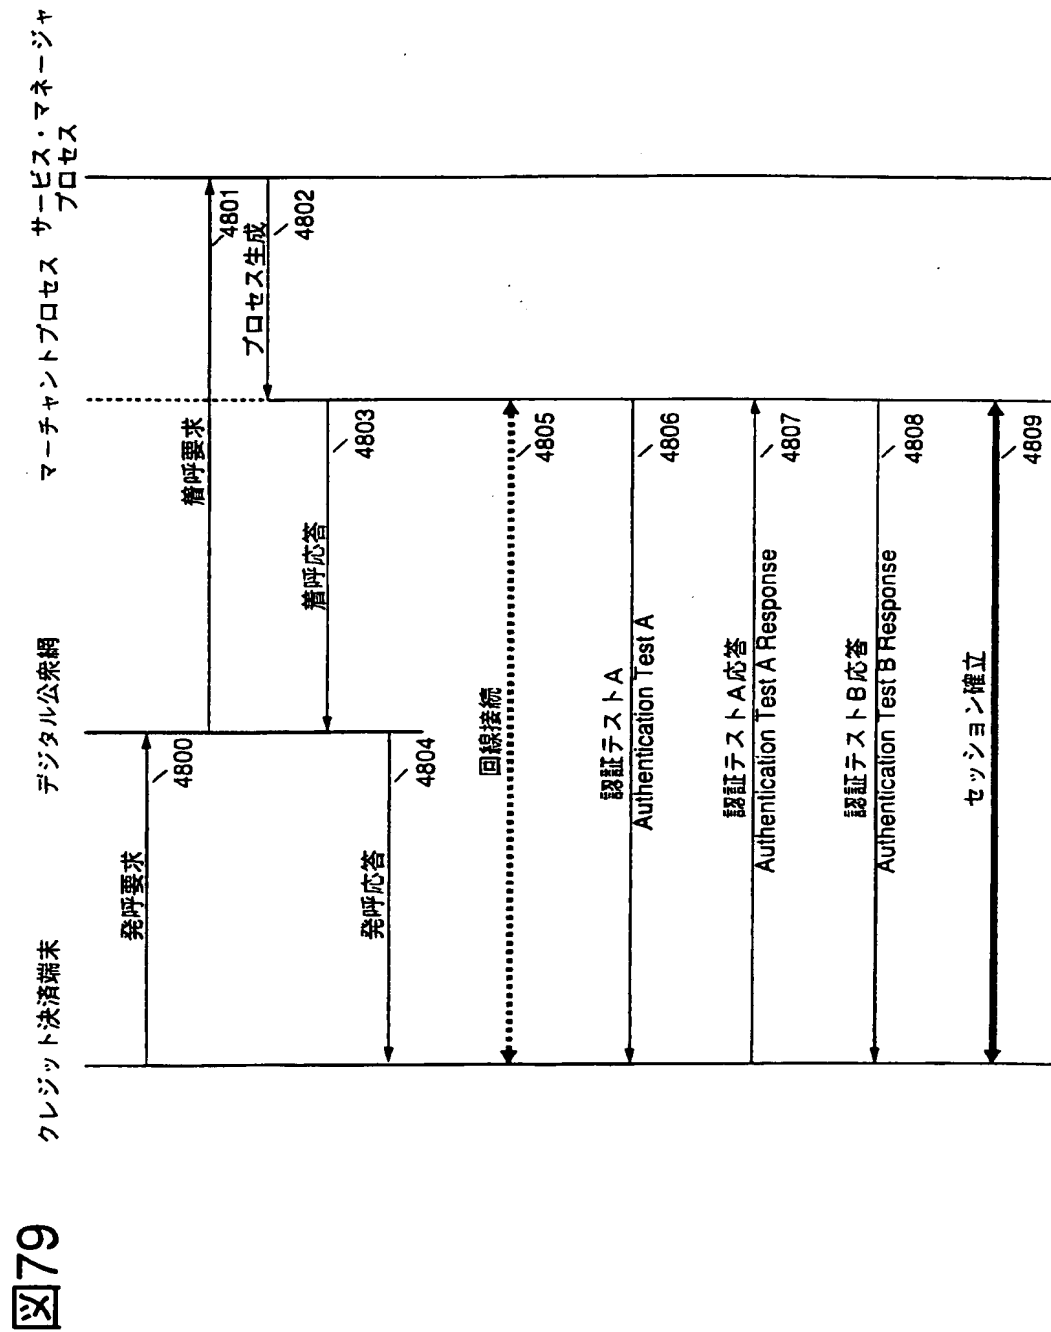 図79
クレジット決済端末
デジタル公衆網
マーチャントプロセス
サービス・マネージャ
プロセス
発呼要求
4800
着呼要求
4801
プロセス生成
4802
着呼応答
4803
発呼応答
4804
回線接続
4805
認証テストA
Authentication Test A
4806
認証テストA応答
Authentication Test A Response
4807
認証テストB応答
Authentication Test B Response
4808
セッション確立
4809